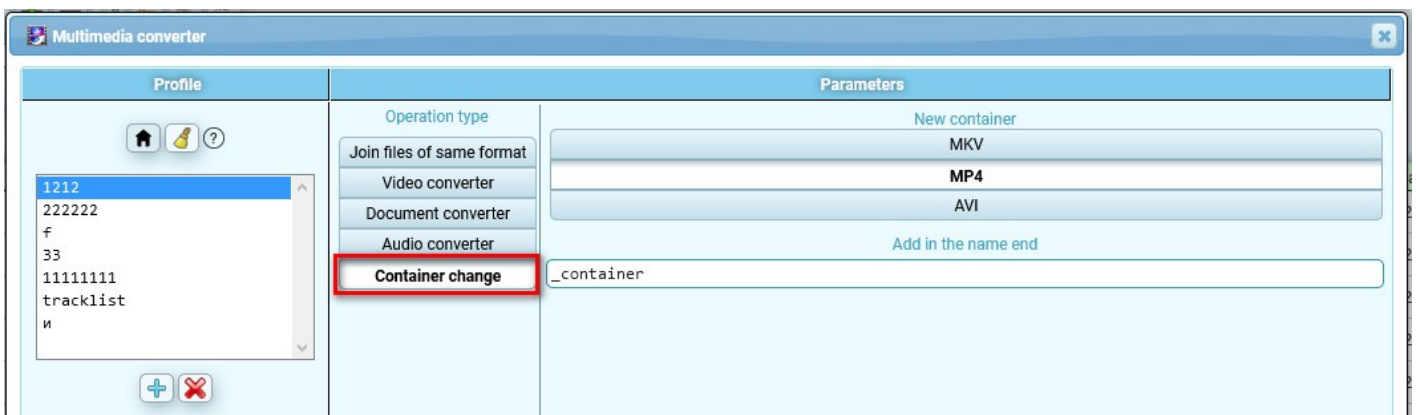 Multimedia converter
Profile
Parameters
?
1212
222222
f
33
11111111
tracklist
и
Operation type
Join files of same format
Video converter
Document converter
Audio converter
Container change
New container
MKV
MP4
AVI
Add in the name end
_container